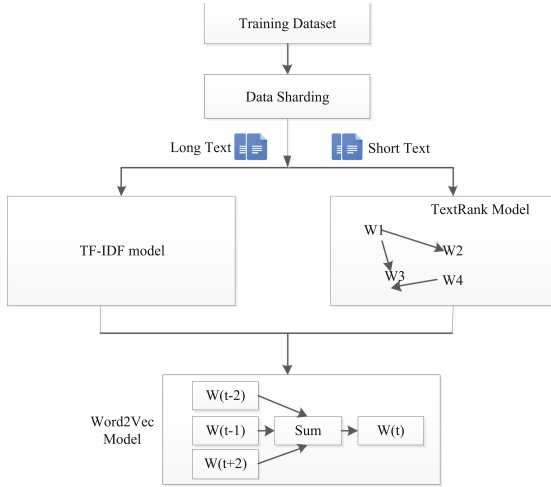 Training Dataset
Data Sharding
Long Text
Short Text
TF-IDF model
TextRank Model
W1
W2
W3
W4
Word2Vec
Model
W(t-2)
W(t-1)
Sum
W(t)
W(t+2)